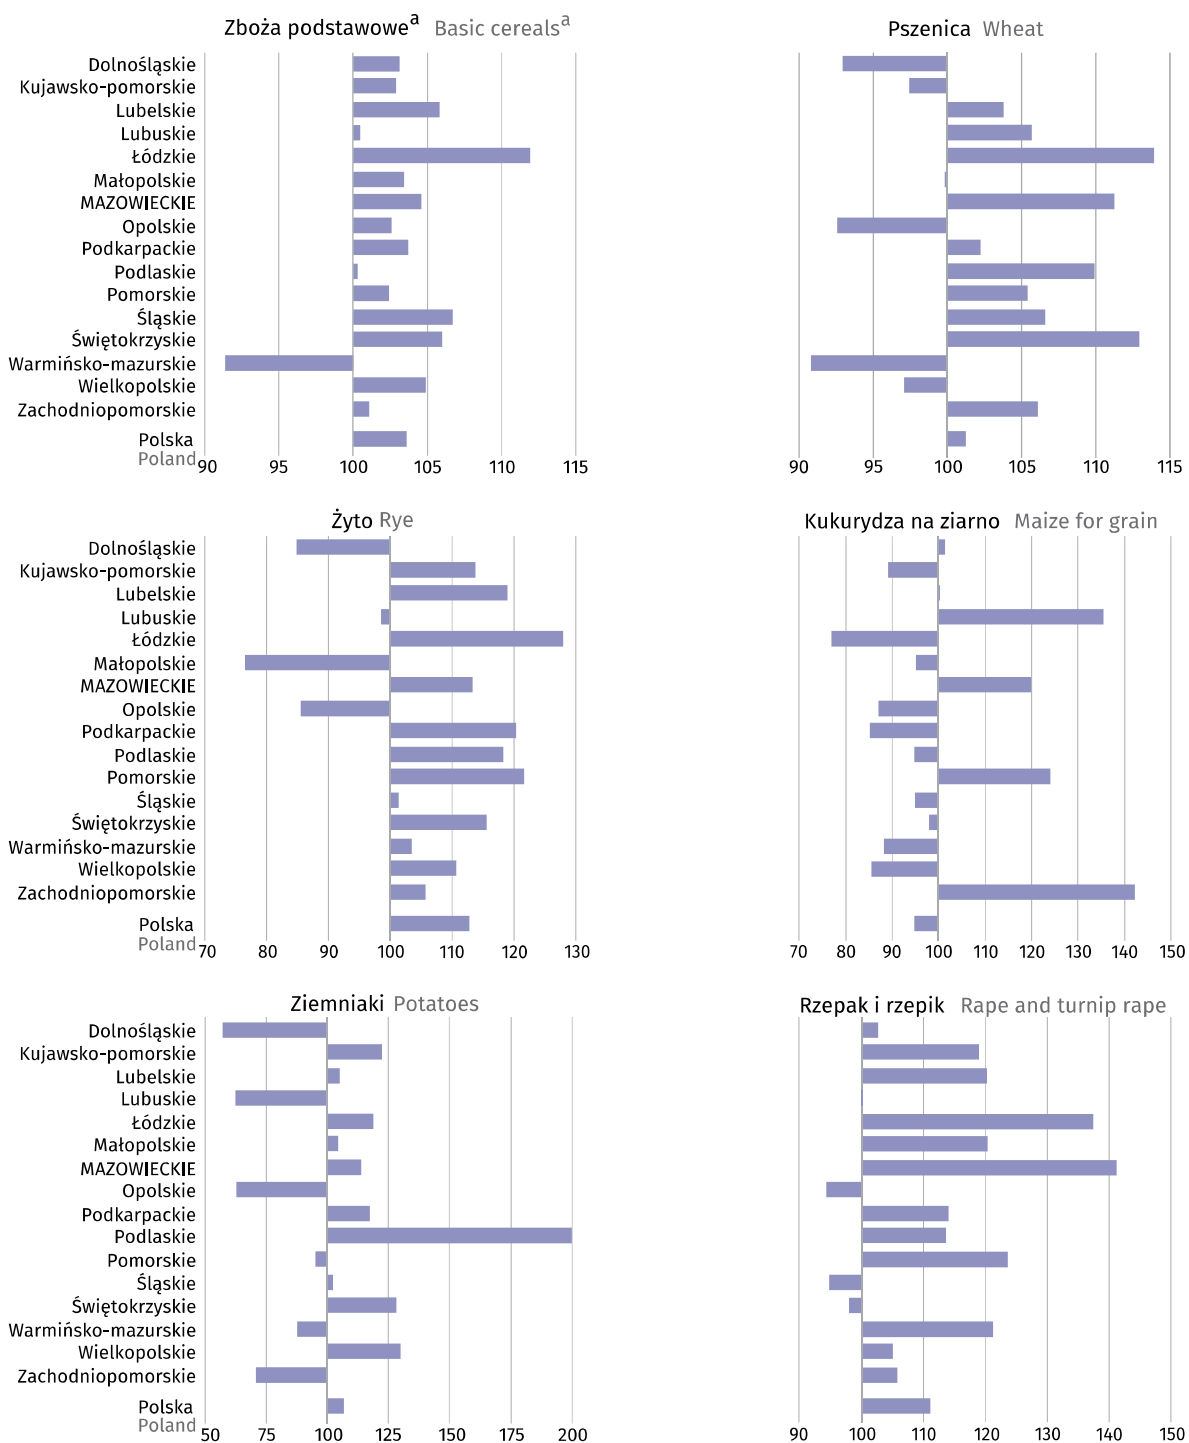 Zboża podstawoweᵃ Basic cerealsᵃ
Dolnośląskie
Kujawsko-pomorskie
Lubelskie
Lubuskie
Łódzkie
Małopolskie
MAZOWIECKIE
Opolskie
Podkarpackie
Podlaskie
Pomorskie
Śląskie
Świętokrzyskie
Warmińsko-mazurskie
Wielkopolskie
Zachodniopomorskie
Polska
Poland
90 95 100 105 110 115
Pszenica Wheat
90 95 100 105 110 115
Żyto Rye
Dolnośląskie
Kujawsko-pomorskie
Lubelskie
Lubuskie
Łódzkie
Małopolskie
MAZOWIECKIE
Opolskie
Podkarpackie
Podlaskie
Pomorskie
Śląskie
Świętokrzyskie
Warmińsko-mazurskie
Wielkopolskie
Zachodniopomorskie
Polska
Poland
70 80 90 100 110 120 130
Kukurydza na ziarno Maize for grain
70 80 90 100 110 120 130 140 150
Ziemniaki Potatoes
Dolnośląskie
Kujawsko-pomorskie
Lubelskie
Lubuskie
Łódzkie
Małopolskie
MAZOWIECKIE
Opolskie
Podkarpackie
Podlaskie
Pomorskie
Śląskie
Świętokrzyskie
Warmińsko-mazurskie
Wielkopolskie
Zachodniopomorskie
Polska
Poland
50 75 100 125 150 175 200
Rzepak i rzepik Rape and turnip rape
90 100 110 120 130 140 150